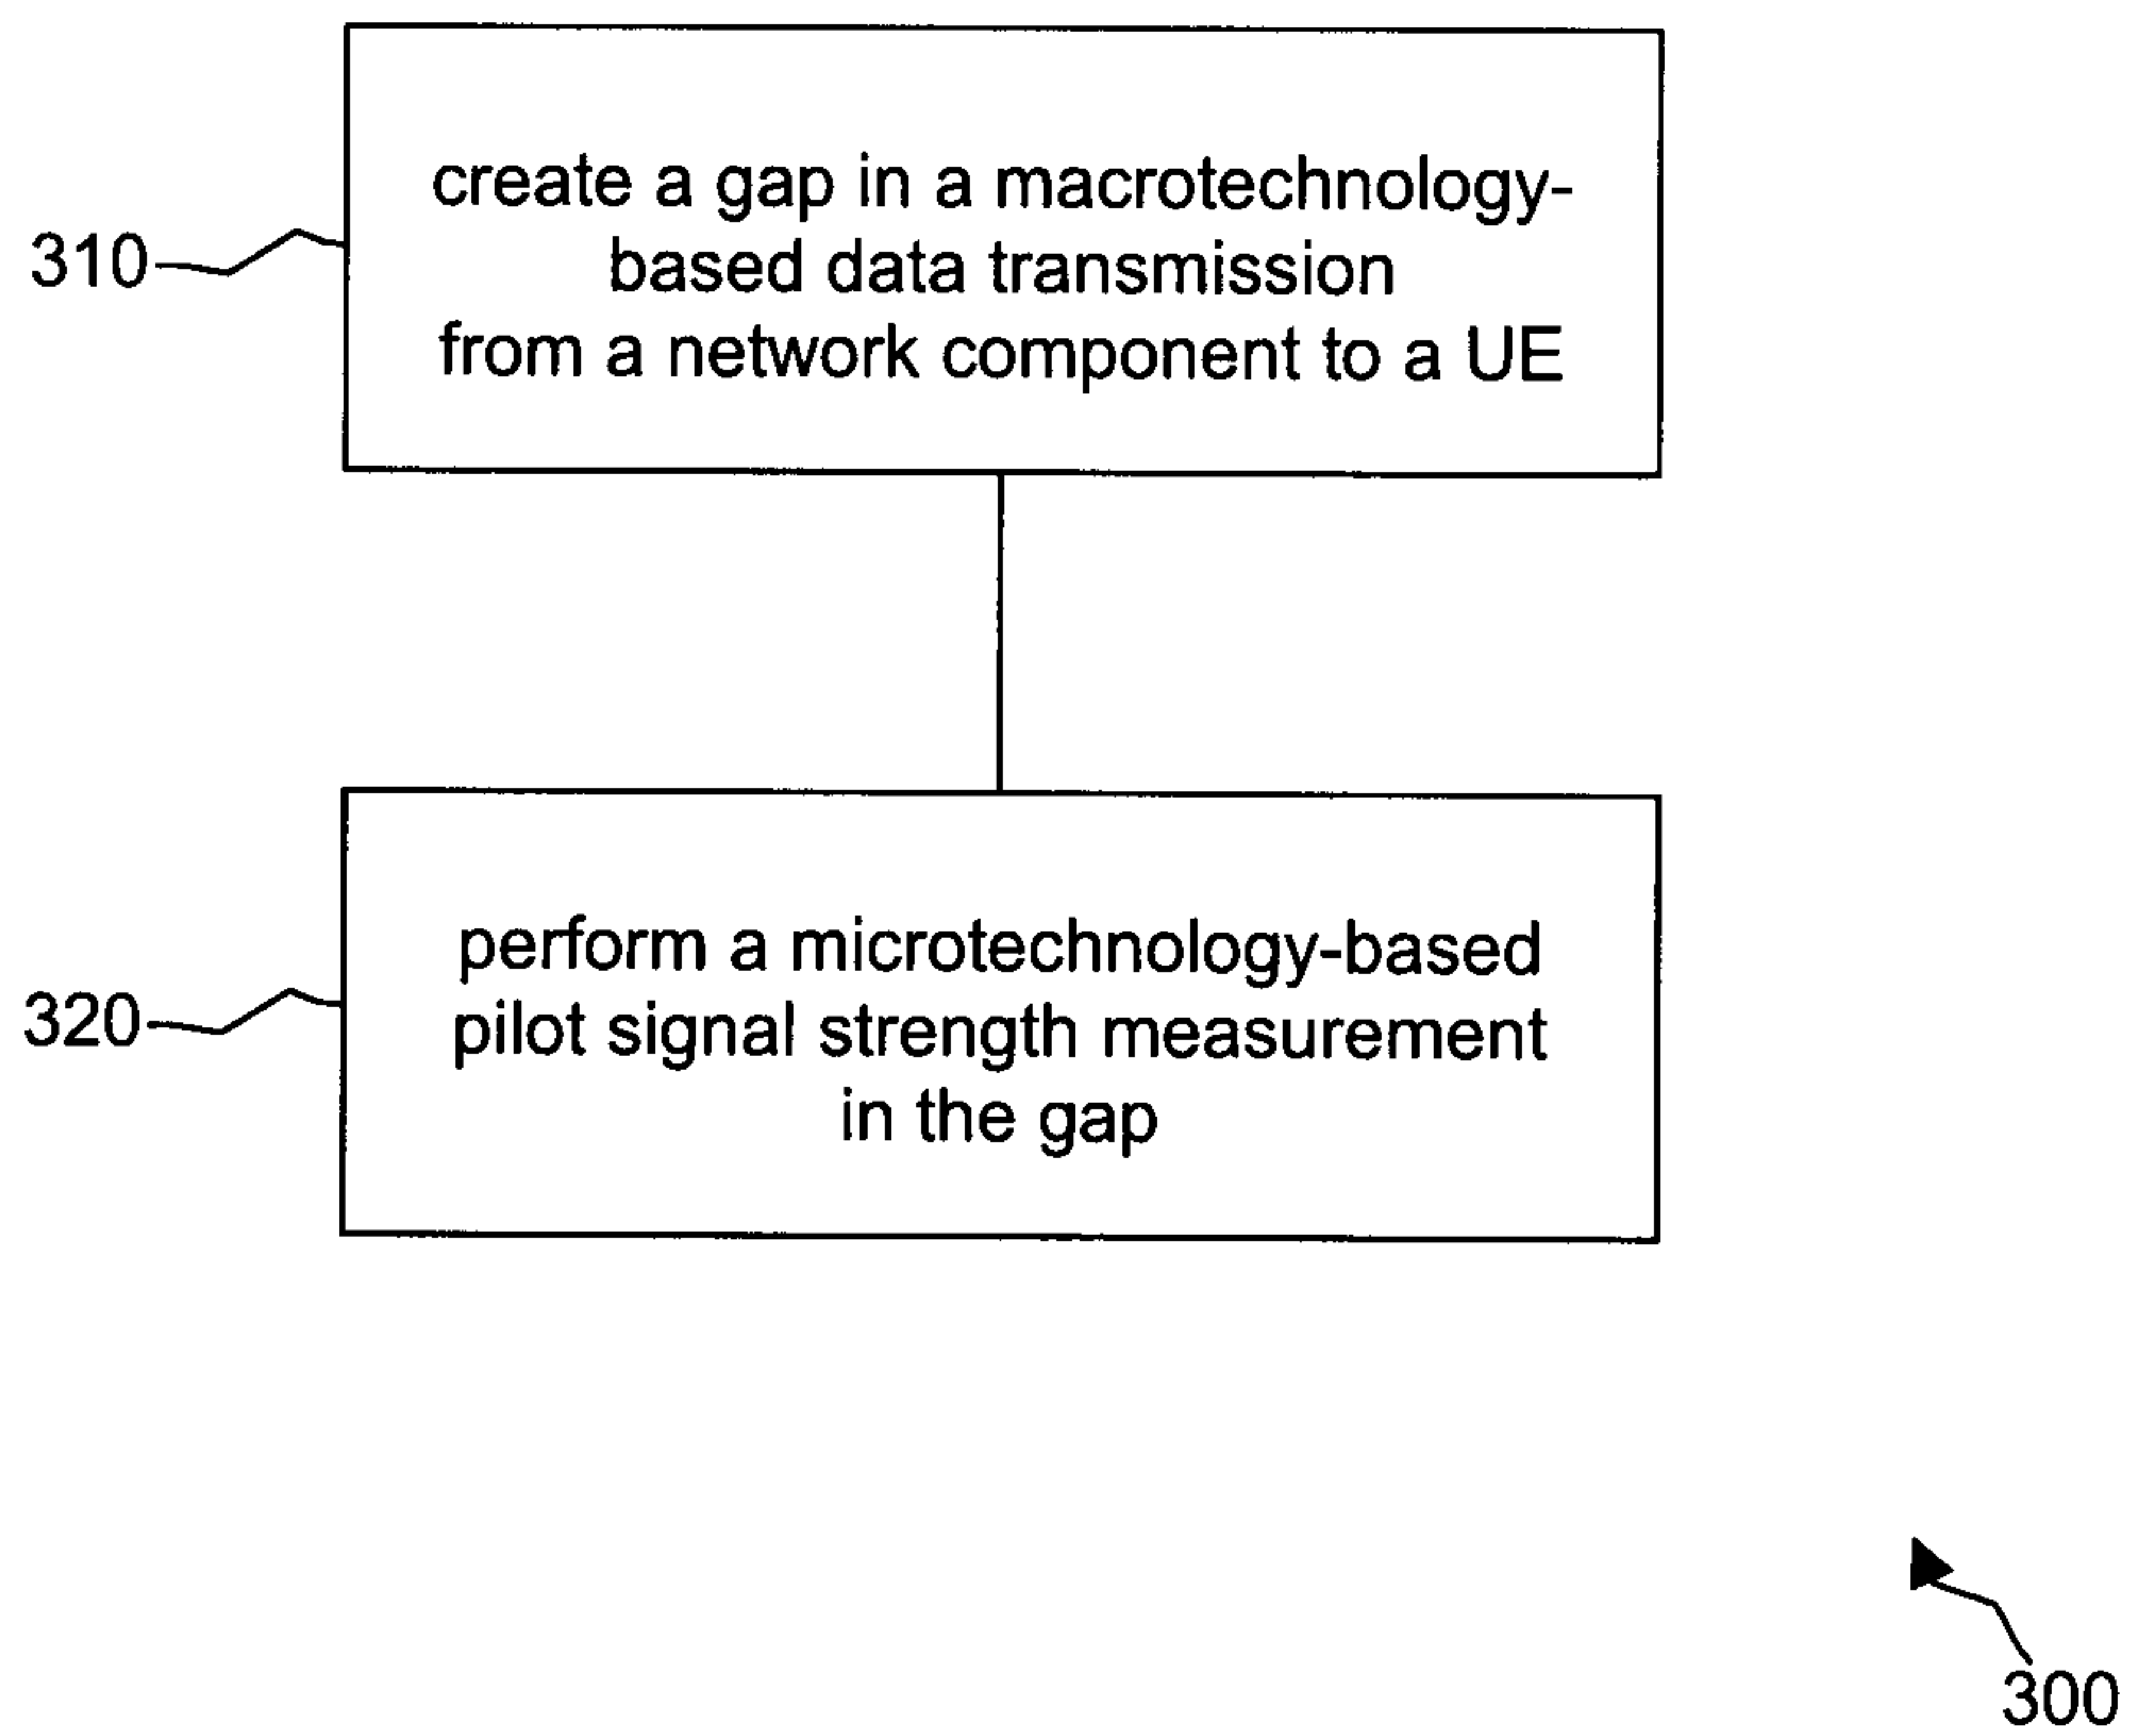 310
create a gap in a macrotechnology-
based data transmission
from a network component to a UE
320
perform a microtechnology-based
pilot signal strength measurement
in the gap
300